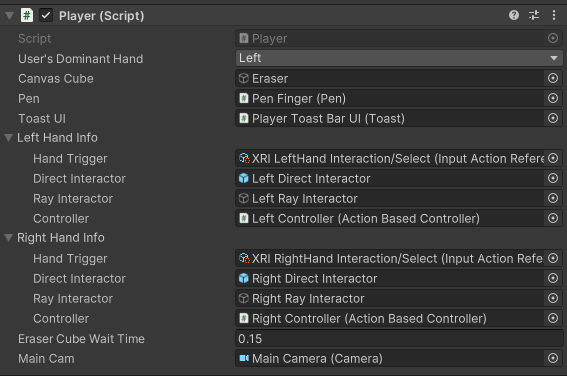 Player (Script)
Script Player
User's Dominant Hand Left
Canvas Cube Eraser
Pen Pen Finger (Pen)
Toast UI Player Toast Bar UI (Toast)
Left Hand Info
Hand Trigger XRI LeftHand Interaction/Select (Input Action Refere
Direct Interactor Left Direct Interactor
Ray Interactor Left Ray Interactor
Controller Left Controller (Action Based Controller)
Right Hand Info
Hand Trigger XRI RightHand Interaction/Select (Input Action Refe
Direct Interactor Right Direct Interactor
Ray Interactor Right Ray Interactor
Controller Right Controller (Action Based Controller)
Eraser Cube Wait Time 0.15
Main Cam Main Camera (Camera)